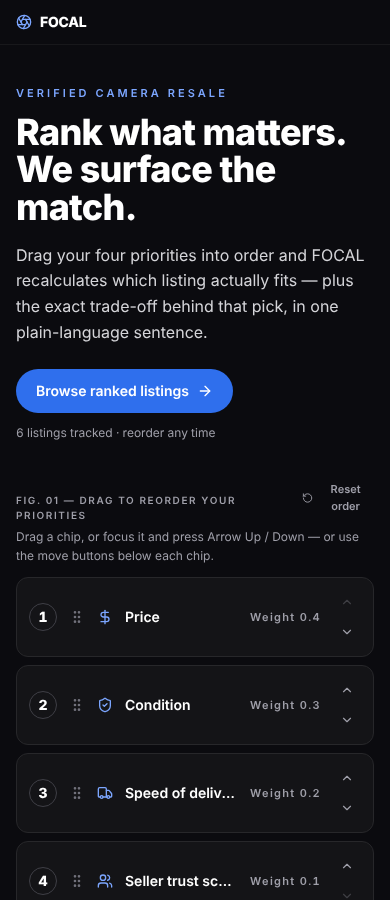 FOCAL
VERIFIED CAMERA RESALE
Rank what matters.
We surface the
match.
Drag your four priorities into order and FOCAL
recalculates which listing actually fits — plus
the exact trade-off behind that pick, in one
plain-language sentence.
Browse ranked listings
6 listings tracked · reorder any time
FIG. 01 — DRAG TO REORDER YOUR
PRIORITIES
Reset
order
Drag a chip, or focus it and press Arrow Up / Down — or use
the move buttons below each chip.
1 Price Weight 0.4
2 Condition Weight 0.3
3 Speed of deliv... Weight 0.2
4 Seller trust sc... Weight 0.1